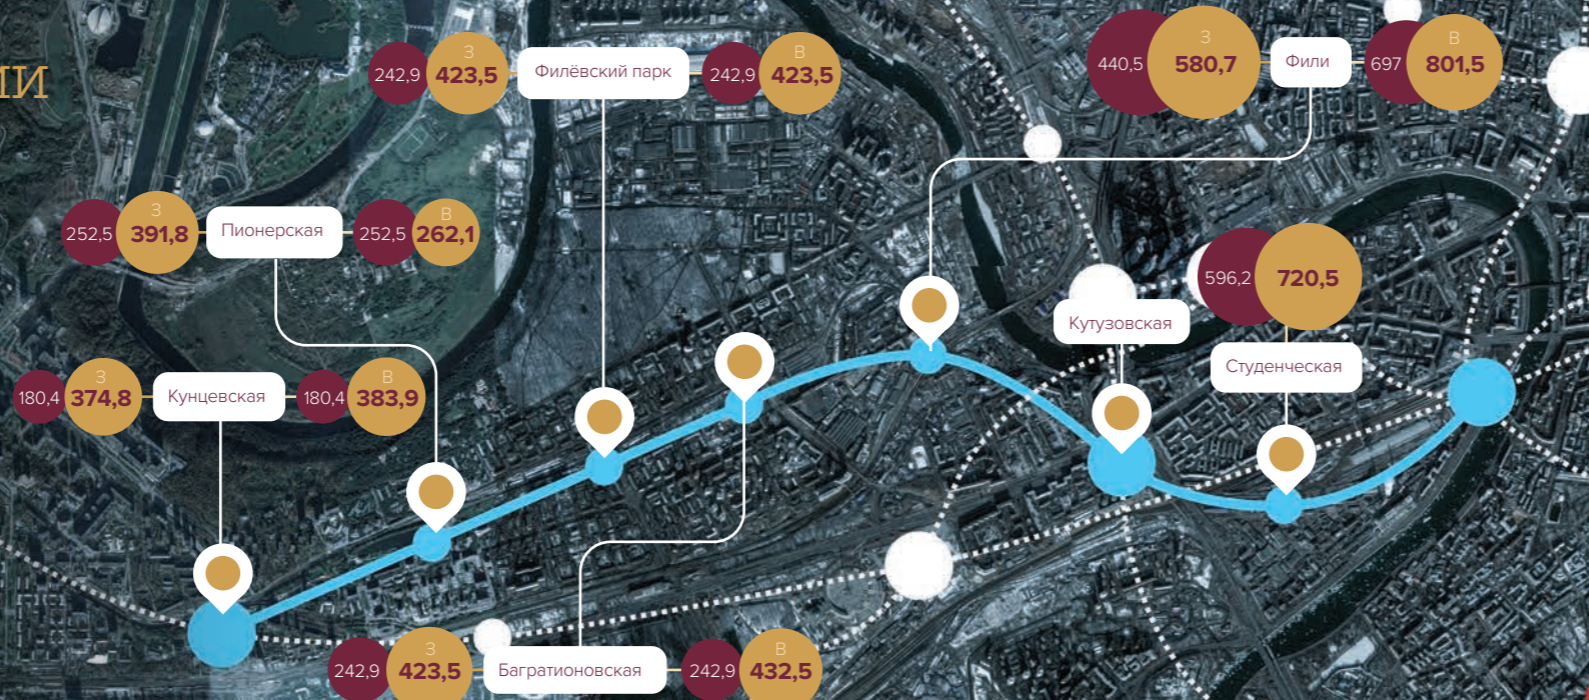 ИИ
242,9 З 423,5 Филёвский парк 242,9 В 423,5
440,5 З 580,7 Фили 697 В 801,5
252,5 З 391,8 Пионерская 252,5 В 262,1
596,2 720,5
Кутузовская
Студенческая
180,4 З 374,8 Кунцевская 180,4 В 383,9
242,9 З 423,5 Багратионовская 242,9 В 432,5